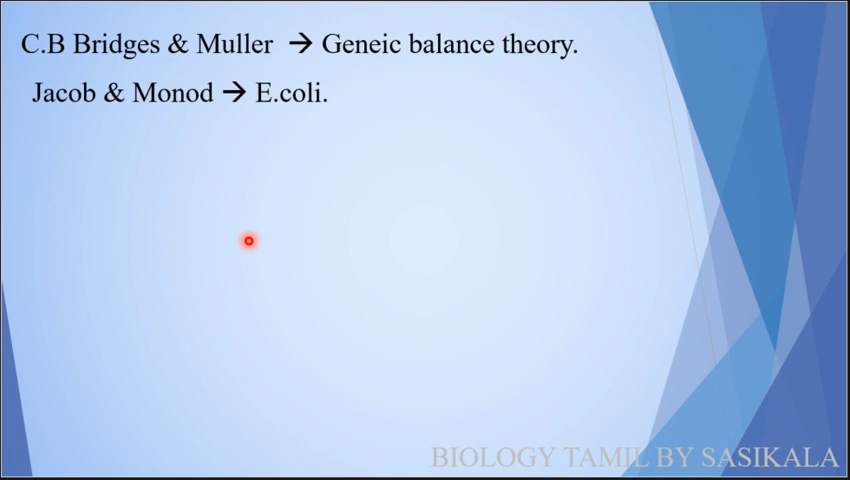 C.B Bridges & Muller → Geneic balance theory.
Jacob & Monod → E.coli.
BIOLOGY TAMIL BY SASIKALA